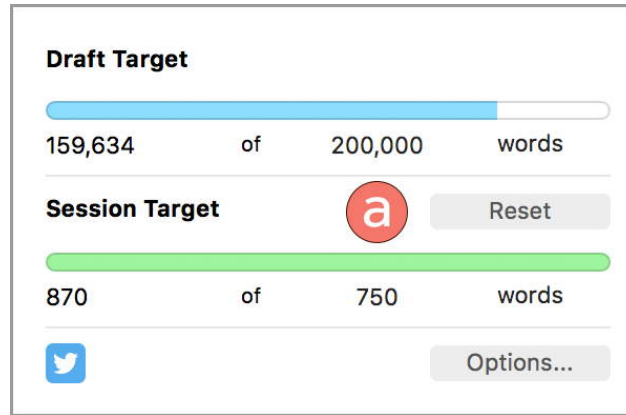 Draft Target
159,634 of 200,000 words
Session Target a Reset
870 of 750 words
Options...